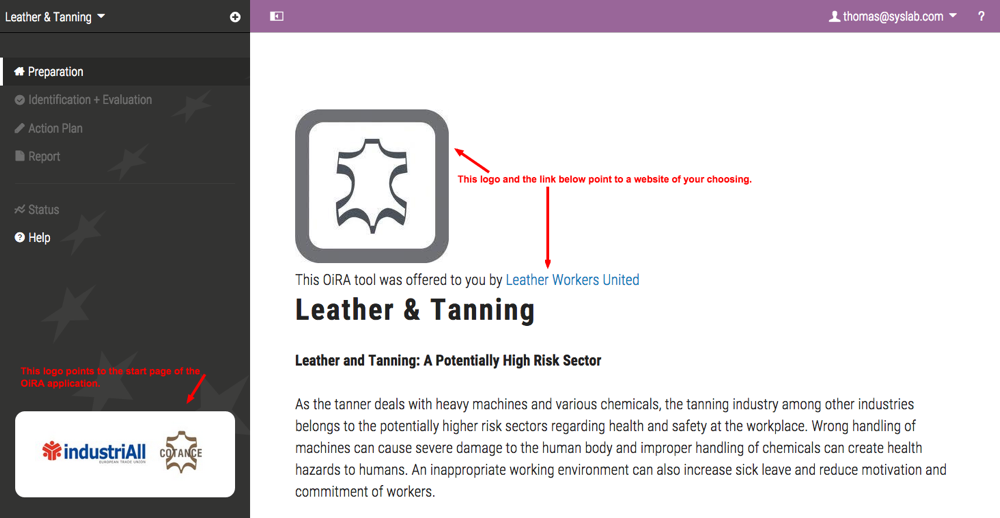 Leather & Tanning
thomas@syslab.com
?
Preparation
Identification + Evaluation
Action Plan
Report
Status
Help
This logo points to the start page of the
OiRA application.
industriAll
EUROPEAN TRADE UNION
COTANCE
This logo and the link below point to a website of your choosing.
This OiRA tool was offered to you by Leather Workers United
Leather & Tanning
Leather and Tanning: A Potentially High Risk Sector
As the tanner deals with heavy machines and various chemicals, the tanning industry among other industries
belongs to the potentially higher risk sectors regarding health and safety at the workplace. Wrong handling of
machines can cause severe damage to the human body and improper handling of chemicals can create health
hazards to humans. An inappropriate working environment can also increase sick leave and reduce motivation and
commitment of workers.